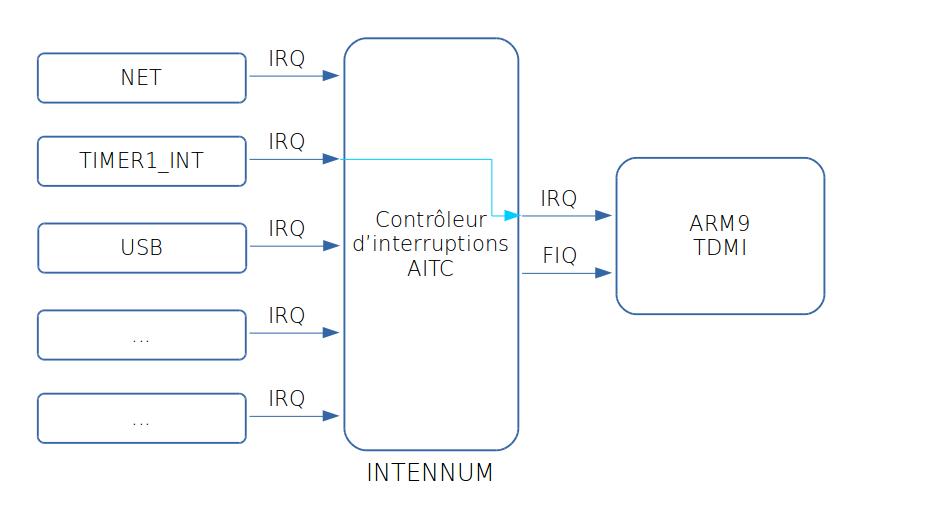 NET
IRQ
TIMER1_INT
IRQ
USB
IRQ
...
IRQ
...
IRQ
Contrôleur
d'interruptions
AITC
INTENNUM
IRQ
FIQ
ARM9
TDMI